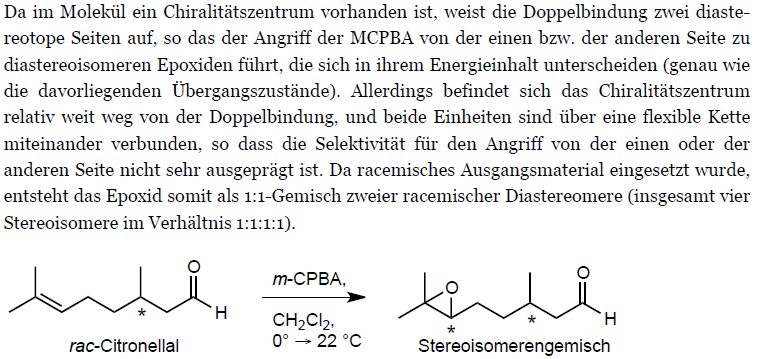 Da im Molekül ein Chiralitätszentrum vorhanden ist, weist die Doppelbindung zwei diaste-
reotope Seiten auf, so das der Angriff der MCPBA von der einen bzw. der anderen Seite zu
diastereoisomeren Epoxiden führt, die sich in ihrem Energieinhalt unterscheiden (genau wie
die davorliegenden Übergangszustände). Allerdings befindet sich das Chiralitätszentrum
relativ weit weg von der Doppelbindung, und beide Einheiten sind über eine flexible Kette
miteinander verbunden, so dass die Selektivität für den Angriff von der einen oder der
anderen Seite nicht sehr ausgeprägt ist. Da racemisches Ausgangsmaterial eingesetzt wurde,
entsteht das Epoxid somit als 1:1-Gemisch zweier racemischer Diastereomere (insgesamt vier
Stereoisomere im Verhältnis 1:1:1:1).
O
H
*
rac-Citronellal
m-CPBA,
CH₂Cl₂,
0° → 22 °C
O
O
H
*
*
Stereoisomerengemisch